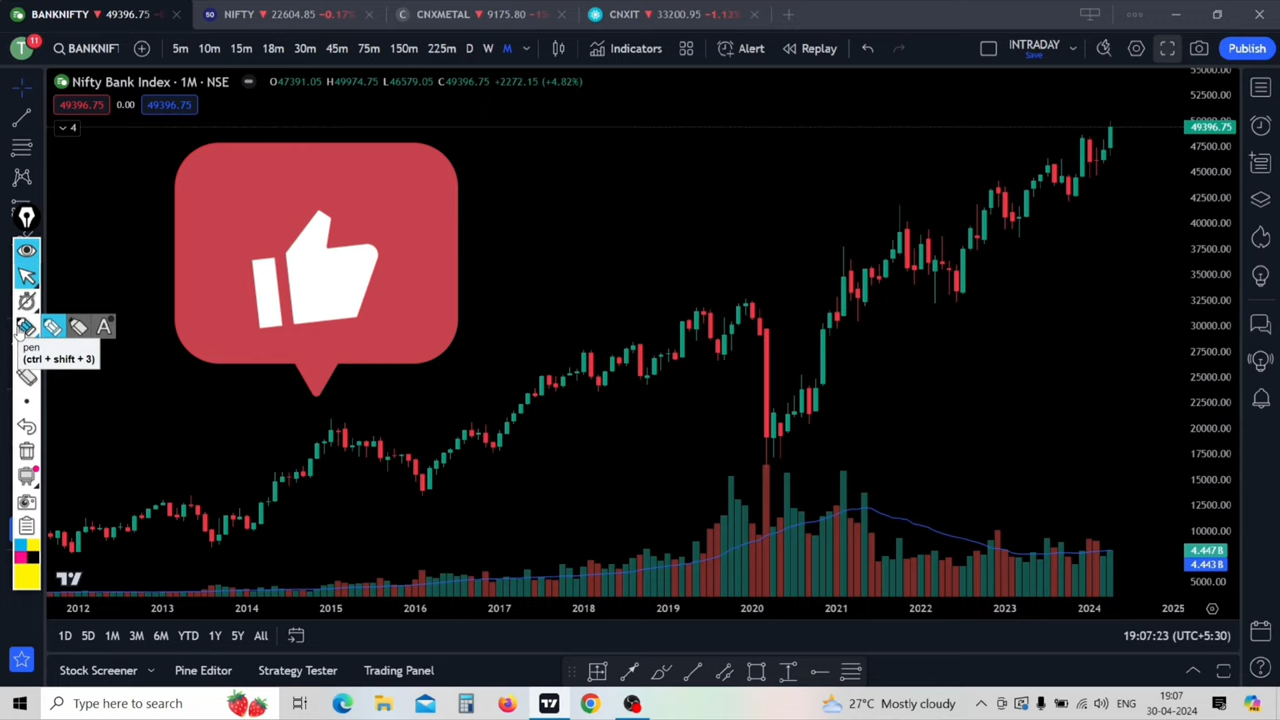 BANKNIFTY ▼ 49396.75 −0.
50 NIFTY ▼ 22604.85 −0.17%
C CNXMETAL ▼ 9175.80 −1
CNXIT ▼ 33200.95 −1.13%
T 11 BANKNIFT 5m 10m 15m 18m 30m 45m 75m 150m 225m D W M Indicators Alert Replay INTRADAY Save Publish
Nifty Bank Index · 1M · NSE O47391.05 H49974.75 L46579.05 C49396.75 +2272.15 (+4.82%)
49396.75 0.00 49396.75
4
55000.00
52500.00
50000.00
49396.75
47500.00
45000.00
42500.00
40000.00
37500.00
35000.00
32500.00
30000.00
27500.00
25000.00
22500.00
20000.00
17500.00
15000.00
12500.00
10000.00
4.447B
4.443B
5000.00
A
pen
(ctrl + shift + 3)
2012 2013 2014 2015 2016 2017 2018 2019 2020 2021 2022 2023 2024 2025
1D 5D 1M 3M 6M YTD 1Y 5Y All 19:07:23 (UTC+5:30)
Stock Screener Pine Editor Strategy Tester Trading Panel
Type here to search 27°C Mostly cloudy ENG 19:07
30-04-2024